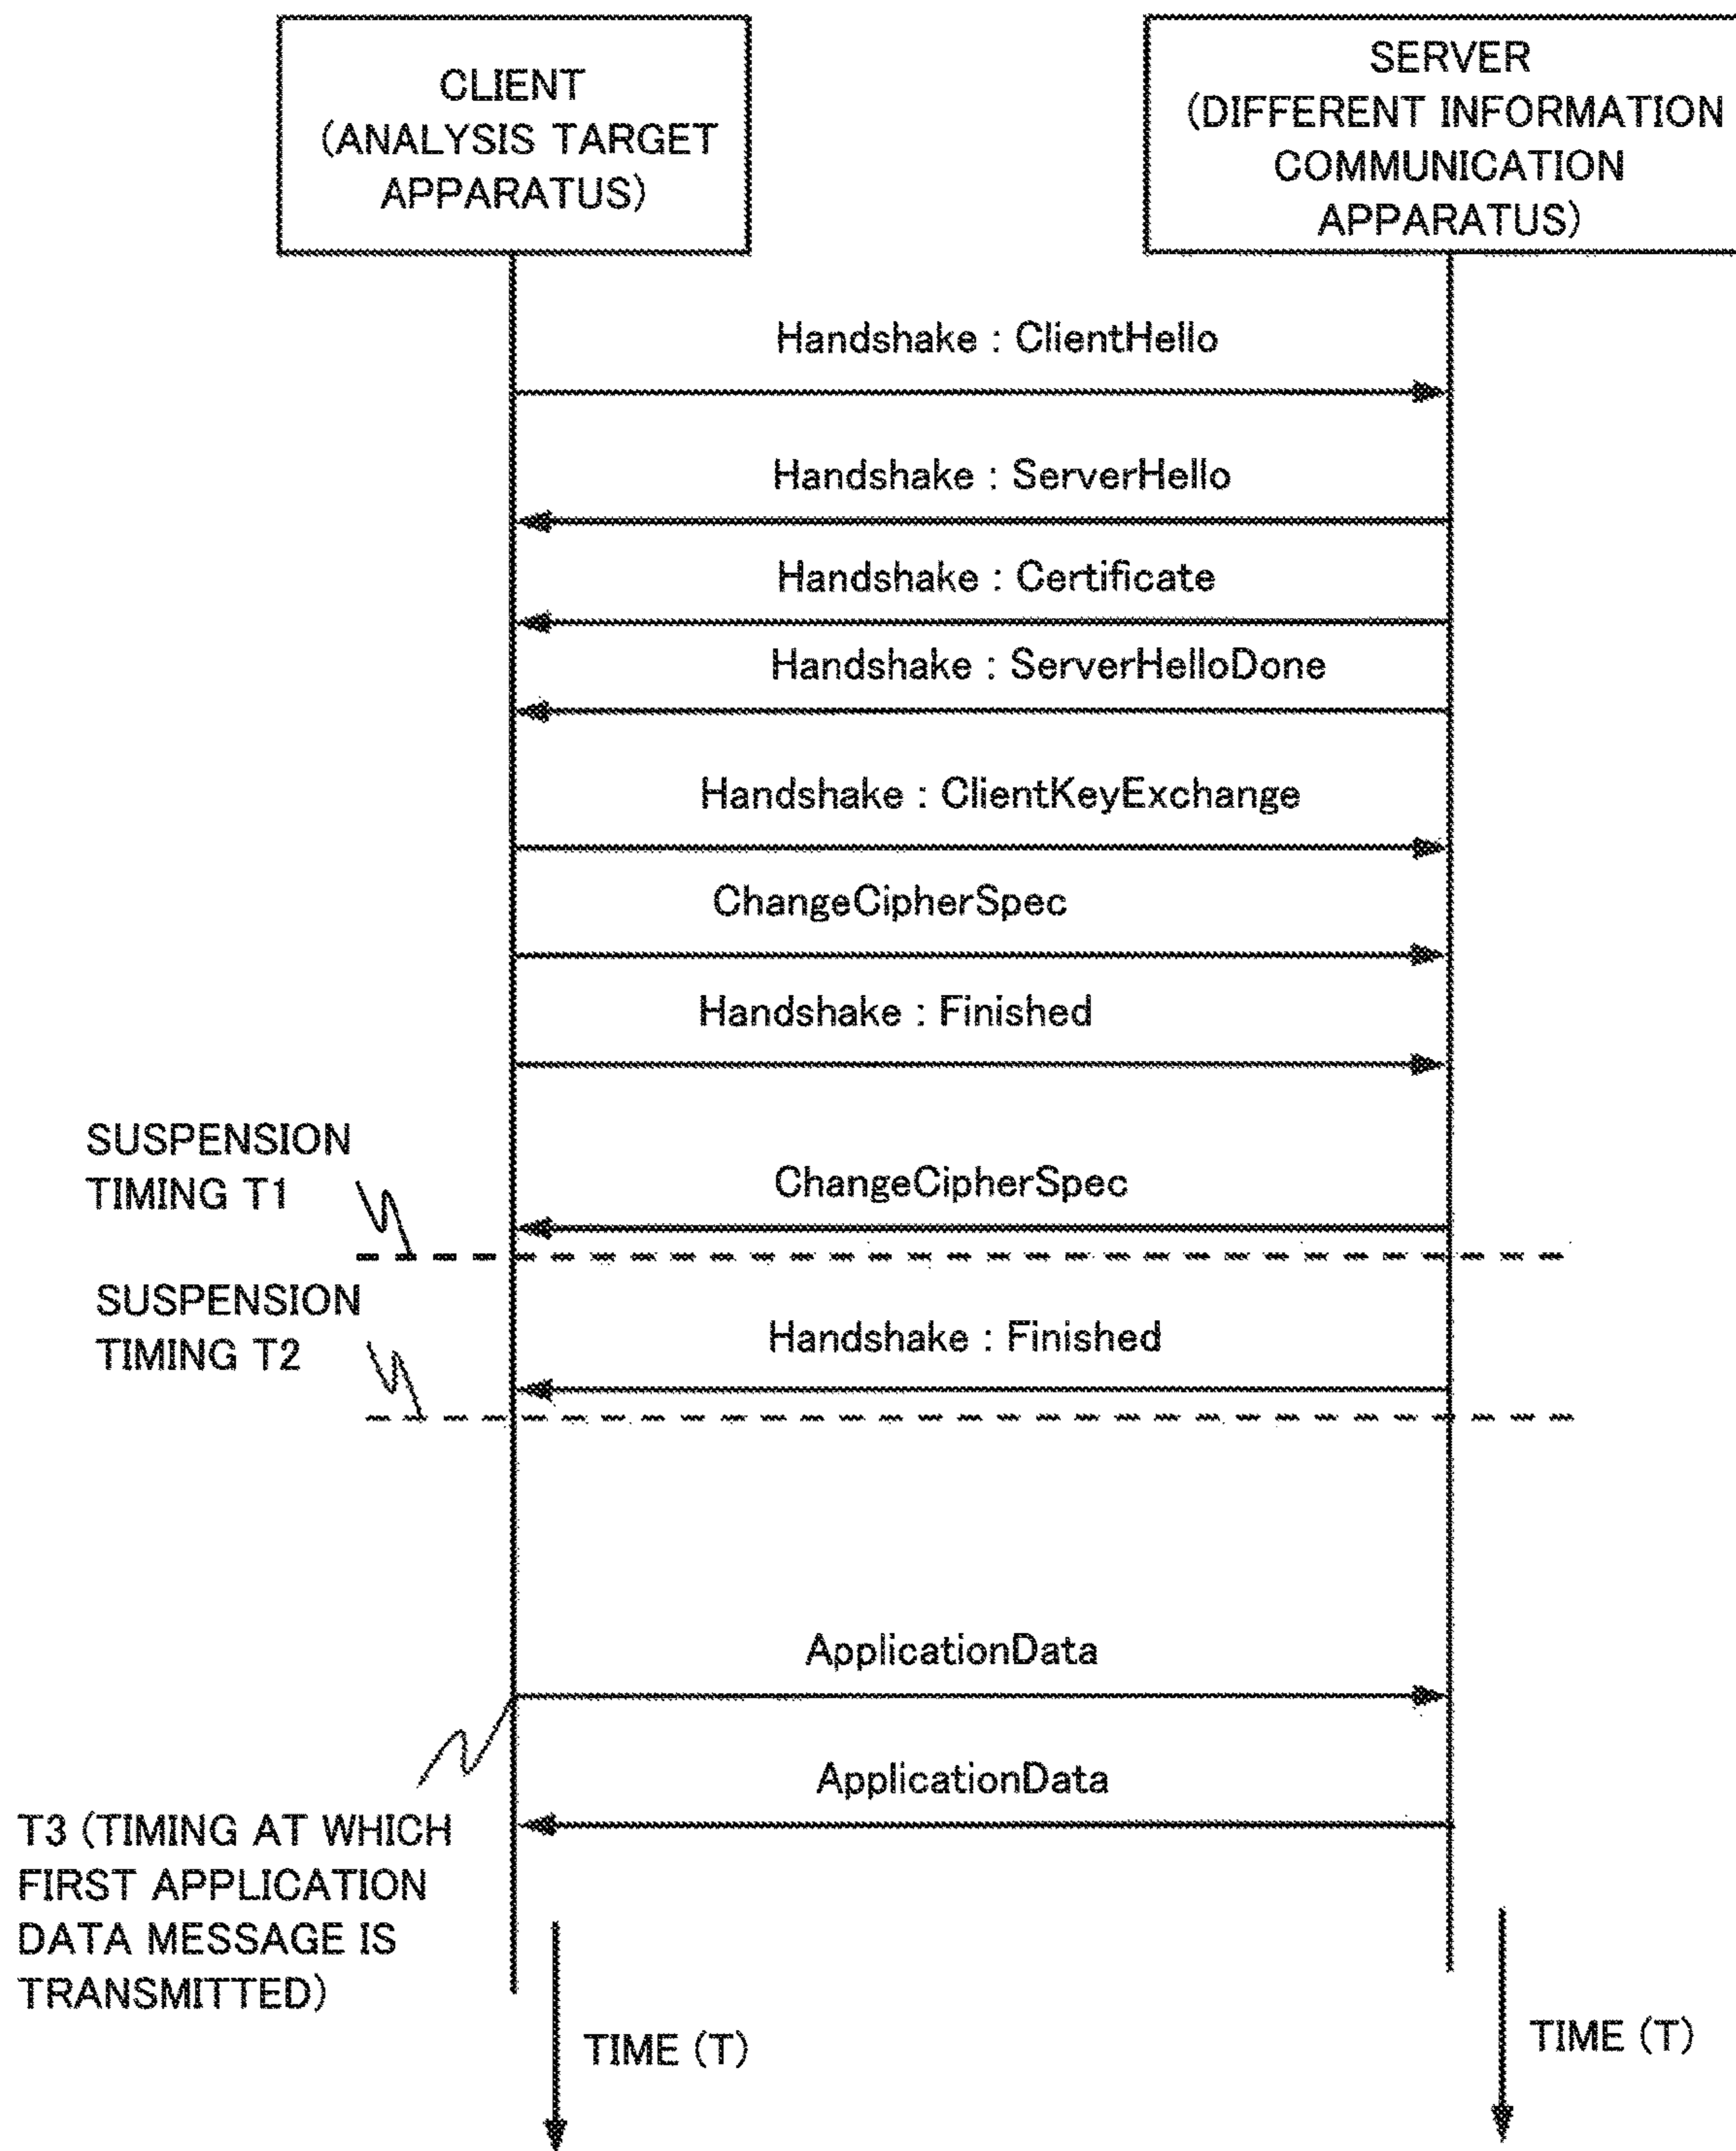 CLIENT
(ANALYSIS TARGET
APPARATUS)
SERVER
(DIFFERENT INFORMATION
COMMUNICATION
APPARATUS)
Handshake : ClientHello
Handshake : ServerHello
Handshake : Certificate
Handshake : ServerHelloDone
Handshake : ClientKeyExchange
ChangeCipherSpec
Handshake : Finished
SUSPENSION
TIMING T1
ChangeCipherSpec
SUSPENSION
TIMING T2
Handshake : Finished
ApplicationData
ApplicationData
T3 (TIMING AT WHICH
FIRST APPLICATION
DATA MESSAGE IS
TRANSMITTED)
TIME (T)
TIME (T)